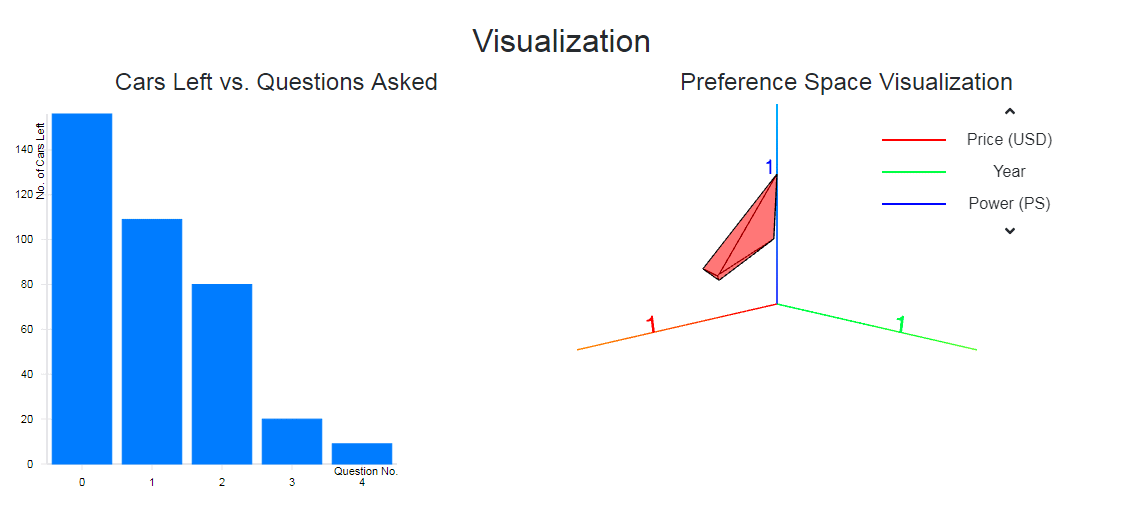 Visualization
Cars Left vs. Questions Asked
No. of Cars Left
140
120
100
80
60
40
20
0
Question No.
0 1 2 3 4
Preference Space Visualization
1
1
1
Price (USD)
Year
Power (PS)